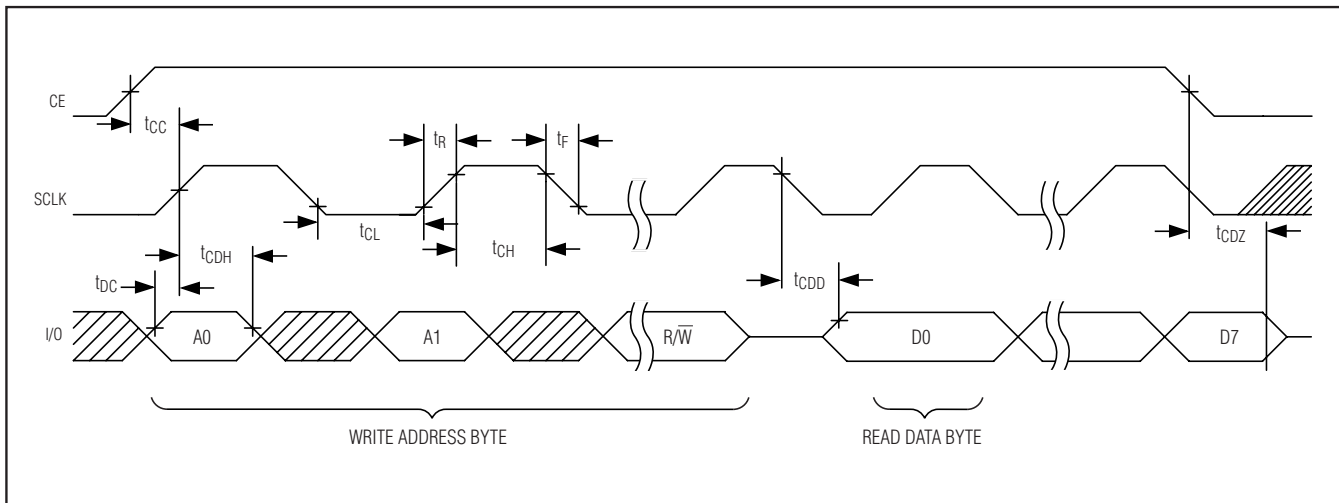 CE
tCC
tR
tF
SCLK
tCL
tCDZ
tCDH
tCH
tDC
tCDD
I/O
A0
A1
R/W̅
D0
D7
WRITE ADDRESS BYTE
READ DATA BYTE